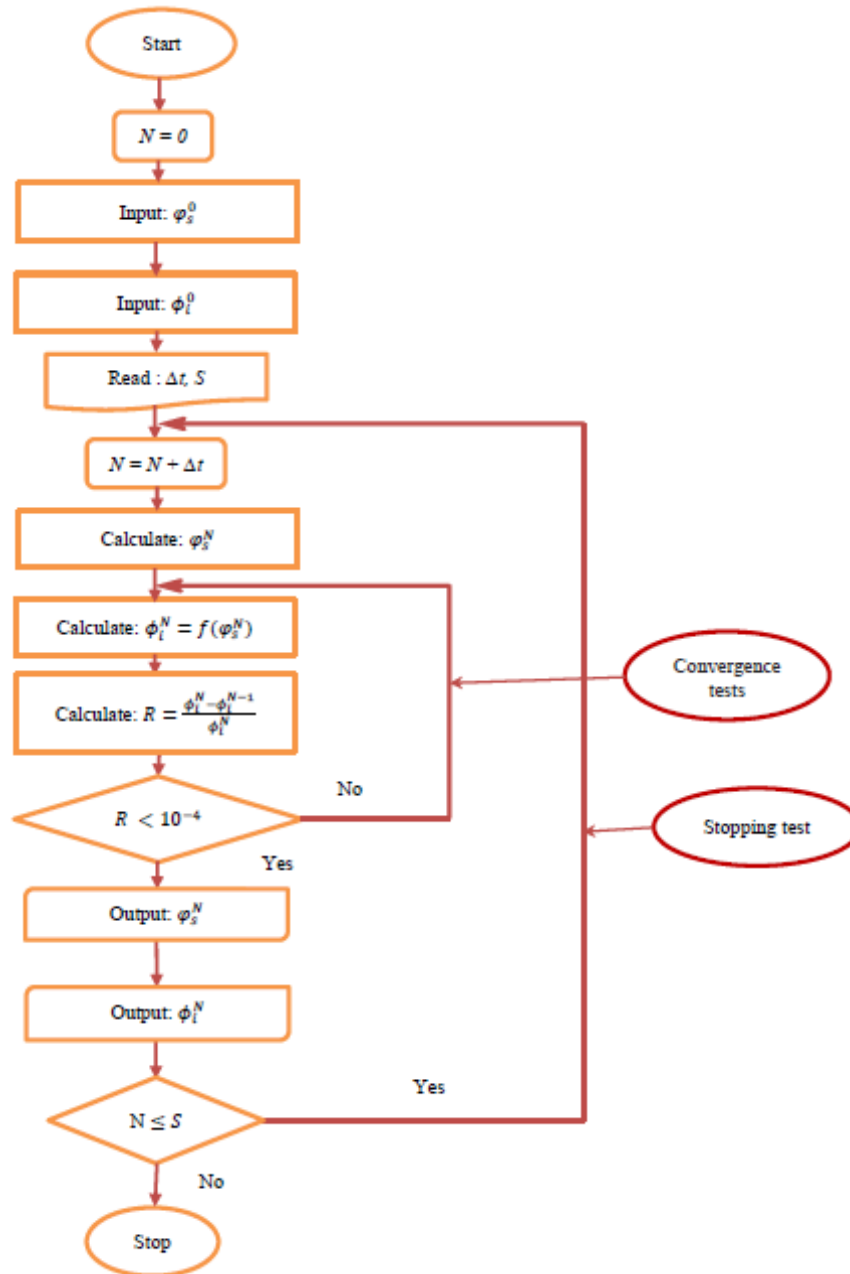 Start
N = 0
Input: φ_s^0
Input: ϕ_l^0
Read : Δt, S
N = N + Δt
Calculate: φ_s^N
Calculate: ϕ_l^N = f(φ_s^N)
Calculate: R = (ϕ_l^N − ϕ_l^{N−1}) / ϕ_l^N
R < 10^{−4}
No
Yes
Convergence
tests
Stopping test
Output: φ_s^N
Output: ϕ_l^N
N ≤ S
Yes
No
Stop